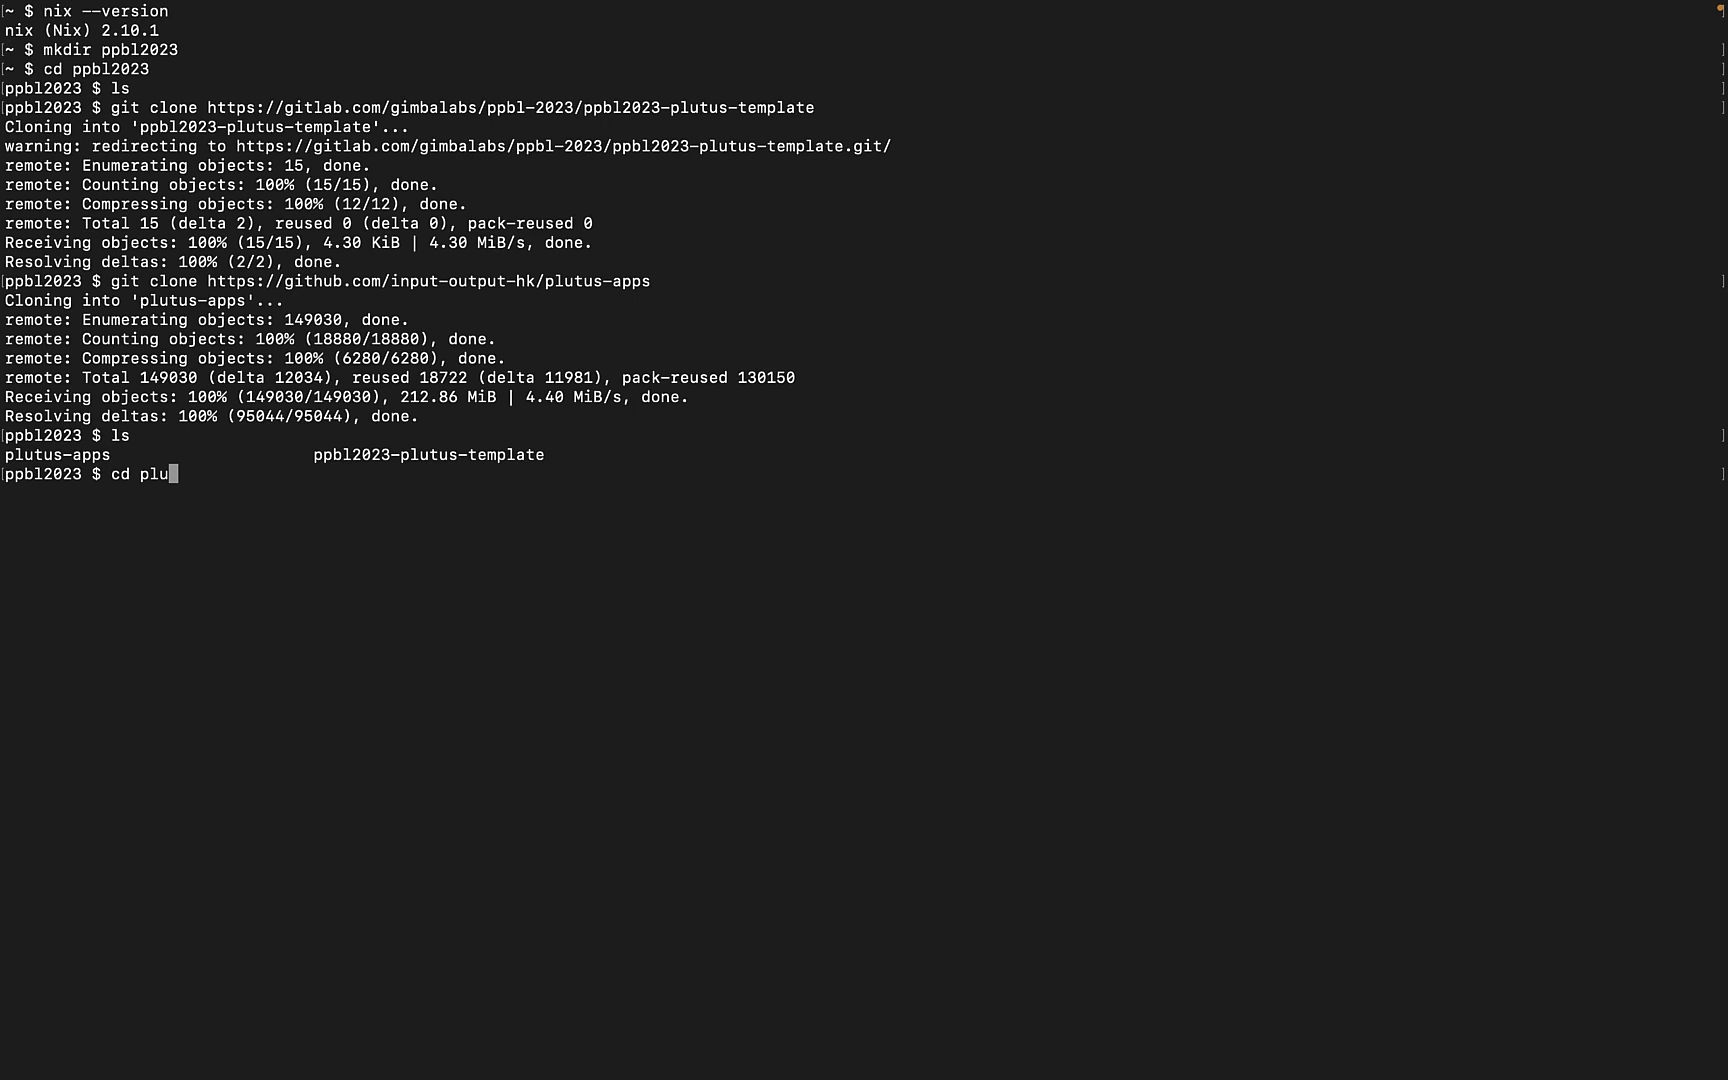 [~ $ nix --version
nix (Nix) 2.10.1
[~ $ mkdir ppbl2023 ]
[~ $ cd ppbl2023 ]
[ppbl2023 $ ls ]
[ppbl2023 $ git clone https://gitlab.com/gimbalabs/ppbl-2023/ppbl2023-plutus-template ]
Cloning into 'ppbl2023-plutus-template'...
warning: redirecting to https://gitlab.com/gimbalabs/ppbl-2023/ppbl2023-plutus-template.git/
remote: Enumerating objects: 15, done.
remote: Counting objects: 100% (15/15), done.
remote: Compressing objects: 100% (12/12), done.
remote: Total 15 (delta 2), reused 0 (delta 0), pack-reused 0
Receiving objects: 100% (15/15), 4.30 KiB | 4.30 MiB/s, done.
Resolving deltas: 100% (2/2), done.
[ppbl2023 $ git clone https://github.com/input-output-hk/plutus-apps ]
Cloning into 'plutus-apps'...
remote: Enumerating objects: 149030, done.
remote: Counting objects: 100% (18880/18880), done.
remote: Compressing objects: 100% (6280/6280), done.
remote: Total 149030 (delta 12034), reused 18722 (delta 11981), pack-reused 130150
Receiving objects: 100% (149030/149030), 212.86 MiB | 4.40 MiB/s, done.
Resolving deltas: 100% (95044/95044), done.
[ppbl2023 $ ls ]
plutus-apps ppbl2023-plutus-template
[ppbl2023 $ cd plu ]